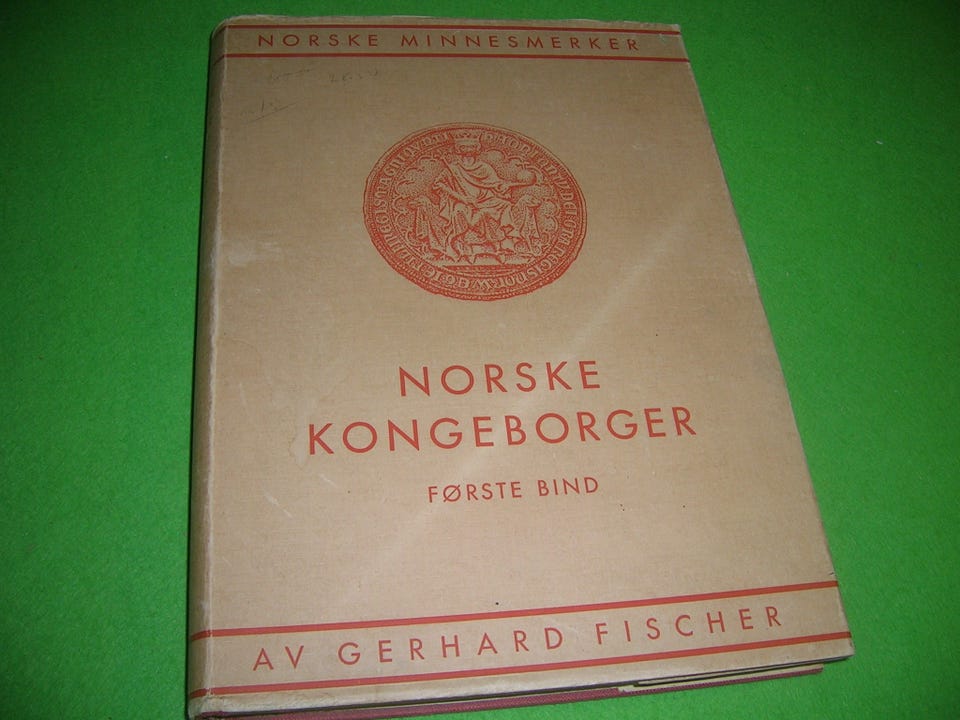 NORSKE MINNESMERKER
NORSKE
KONGEBORGER
FØRSTE BIND
AV GERHARD FISCHER